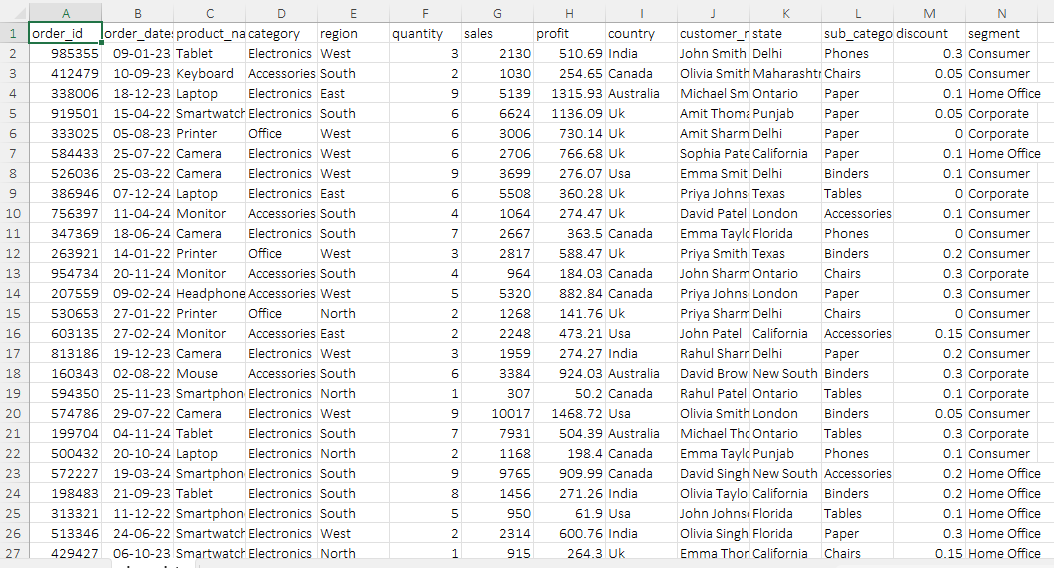 A B C D E F G H I J K L M N
1 order_id order_dates product_na category region quantity sales profit country customer_n state sub_catego discount segment
2 985355 09-01-23 Tablet Electronics West 3 2130 510.69 India John Smith Delhi Phones 0.3 Consumer
3 412479 10-09-23 Keyboard Accessories South 2 1030 254.65 Canada Olivia Smith Maharashtr Chairs 0.05 Consumer
4 338006 18-12-23 Laptop Electronics East 9 5139 1315.93 Australia Michael Sm Ontario Paper 0.1 Home Office
5 919501 15-04-22 Smartwatch Electronics South 6 6624 1136.09 Uk Amit Thoma Punjab Paper 0.05 Corporate
6 333025 05-08-23 Printer Office West 6 3006 730.14 Uk Amit Sharm Delhi Paper 0 Corporate
7 584433 25-07-22 Camera Electronics West 6 2706 766.68 Uk Sophia Pate California Paper 0.1 Home Office
8 526036 25-03-22 Camera Electronics West 9 3699 276.07 Usa Emma Smit Delhi Binders 0.1 Consumer
9 386946 07-12-24 Laptop Electronics East 6 5508 360.28 Uk Priya Johns Texas Tables 0 Corporate
10 756397 11-04-24 Monitor Accessories South 4 1064 274.47 Uk David Patel London Accessories 0.1 Consumer
11 347369 18-06-24 Camera Electronics South 7 2667 363.5 Canada Emma Taylo Florida Phones 0 Consumer
12 263921 14-01-22 Printer Office West 3 2817 588.47 Uk Priya Smith Texas Binders 0.2 Consumer
13 954734 20-11-24 Monitor Accessories South 4 964 184.03 Canada John Sharm Ontario Chairs 0.3 Corporate
14 207559 09-02-24 Headphone Accessories West 5 5320 882.84 Canada Priya Johns London Paper 0.3 Consumer
15 530653 27-01-22 Printer Office North 2 1268 141.76 Uk Priya Sharm Delhi Chairs 0 Consumer
16 603135 27-02-24 Monitor Accessories East 2 2248 473.21 Usa John Patel California Accessories 0.15 Consumer
17 813186 19-12-23 Camera Electronics West 3 1959 274.27 India Rahul Sharr Delhi Paper 0.2 Consumer
18 160343 02-08-22 Mouse Accessories South 6 3384 924.03 Australia David Brow New South Binders 0.3 Corporate
19 594350 25-11-23 Smartphon Electronics North 1 307 50.2 Canada Rahul Patel Ontario Tables 0.1 Corporate
20 574786 29-07-22 Camera Electronics West 9 10017 1468.72 Usa Olivia Smith London Binders 0.05 Consumer
21 199704 04-11-24 Tablet Electronics South 7 7931 504.39 Australia Michael Tho Ontario Tables 0.3 Corporate
22 500432 20-10-24 Laptop Electronics North 2 1168 198.4 Canada Emma Taylo Punjab Phones 0.1 Consumer
23 572227 19-03-24 Smartphon Electronics South 9 9765 909.99 Canada David Singh New South Accessories 0.2 Home Office
24 198483 21-09-23 Tablet Electronics South 8 1456 271.26 India Olivia Taylo California Binders 0.2 Home Office
25 313321 11-12-22 Smartphon Electronics South 5 950 61.9 Usa John Johns Florida Tables 0.1 Home Office
26 513346 24-06-22 Smartwatch Electronics West 2 2314 600.76 India Olivia Singh Florida Paper 0.3 Home Office
27 429427 06-10-23 Smartwatch Electronics North 1 915 264.3 Uk Emma Thor California Chairs 0.15 Home Office